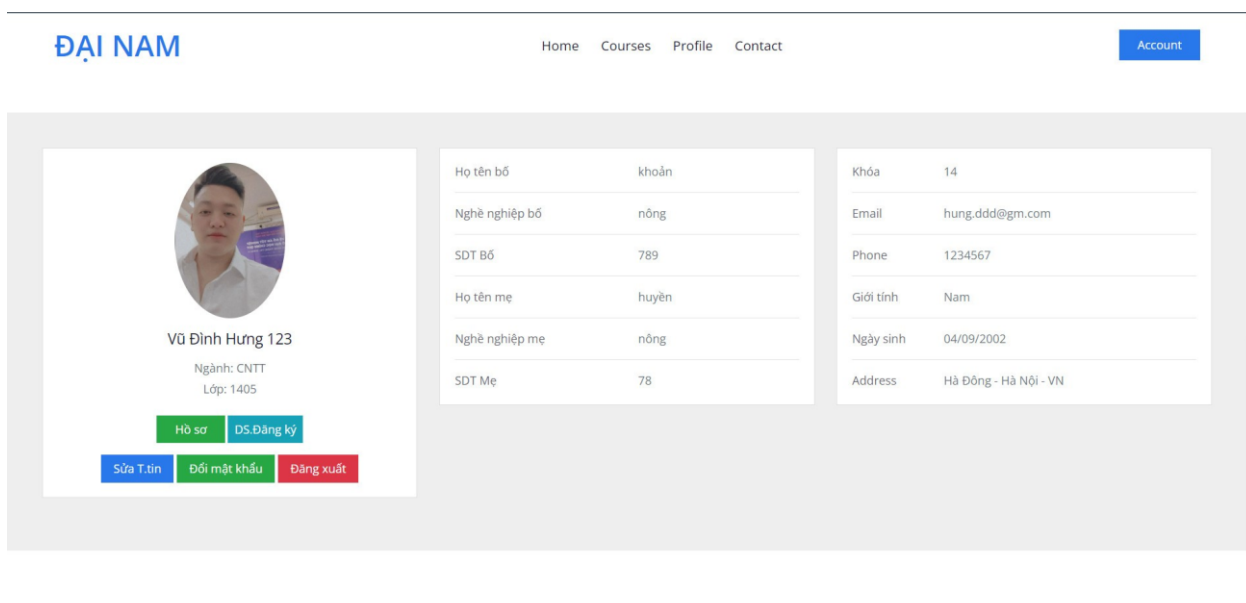 ĐẠI NAM
Home Courses Profile Contact
Account
Vũ Đình Hưng 123
Ngành: CNTT
Lớp: 1405
Hồ sơ DS.Đăng ký
Sửa T.tin Đổi mật khẩu Đăng xuất
Họ tên bố khoản
Nghề nghiệp bố nông
SDT Bố 789
Họ tên mẹ huyền
Nghề nghiệp mẹ nông
SDT Mẹ 78
Khóa 14
Email hung.ddd@gm.com
Phone 1234567
Giới tính Nam
Ngày sinh 04/09/2002
Address Hà Đông - Hà Nội - VN